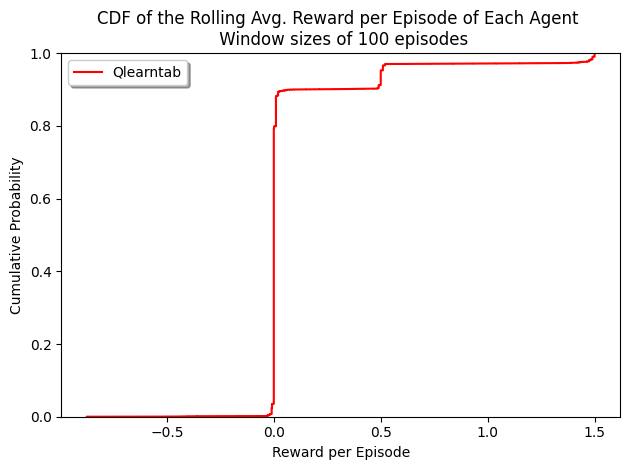 CDF of the Rolling Avg. Reward per Episode of Each Agent
Window sizes of 100 episodes
Qlearntab
Cumulative Probability
1.0
0.8
0.6
0.4
0.2
0.0
−0.5
0.0
0.5
1.0
1.5
Reward per Episode